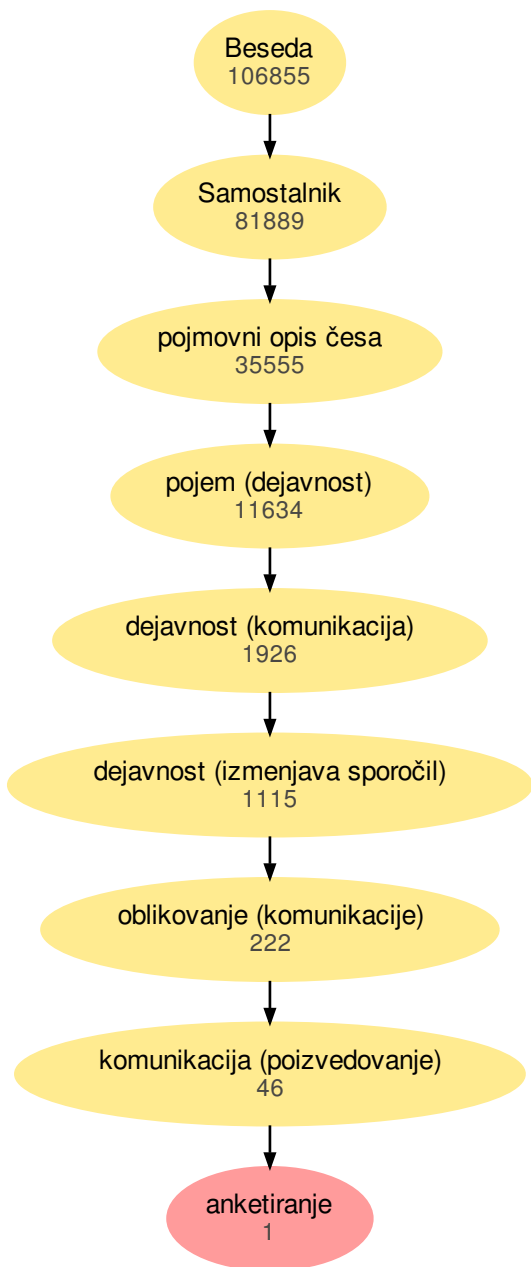 Beseda
106855
Samostalnik
81889
pojmovni opis česa
35555
pojem (dejavnost)
11634
dejavnost (komunikacija)
1926
dejavnost (izmenjava sporočil)
1115
oblikovanje (komunikacije)
222
komunikacija (poizvedovanje)
46
anketiranje
1